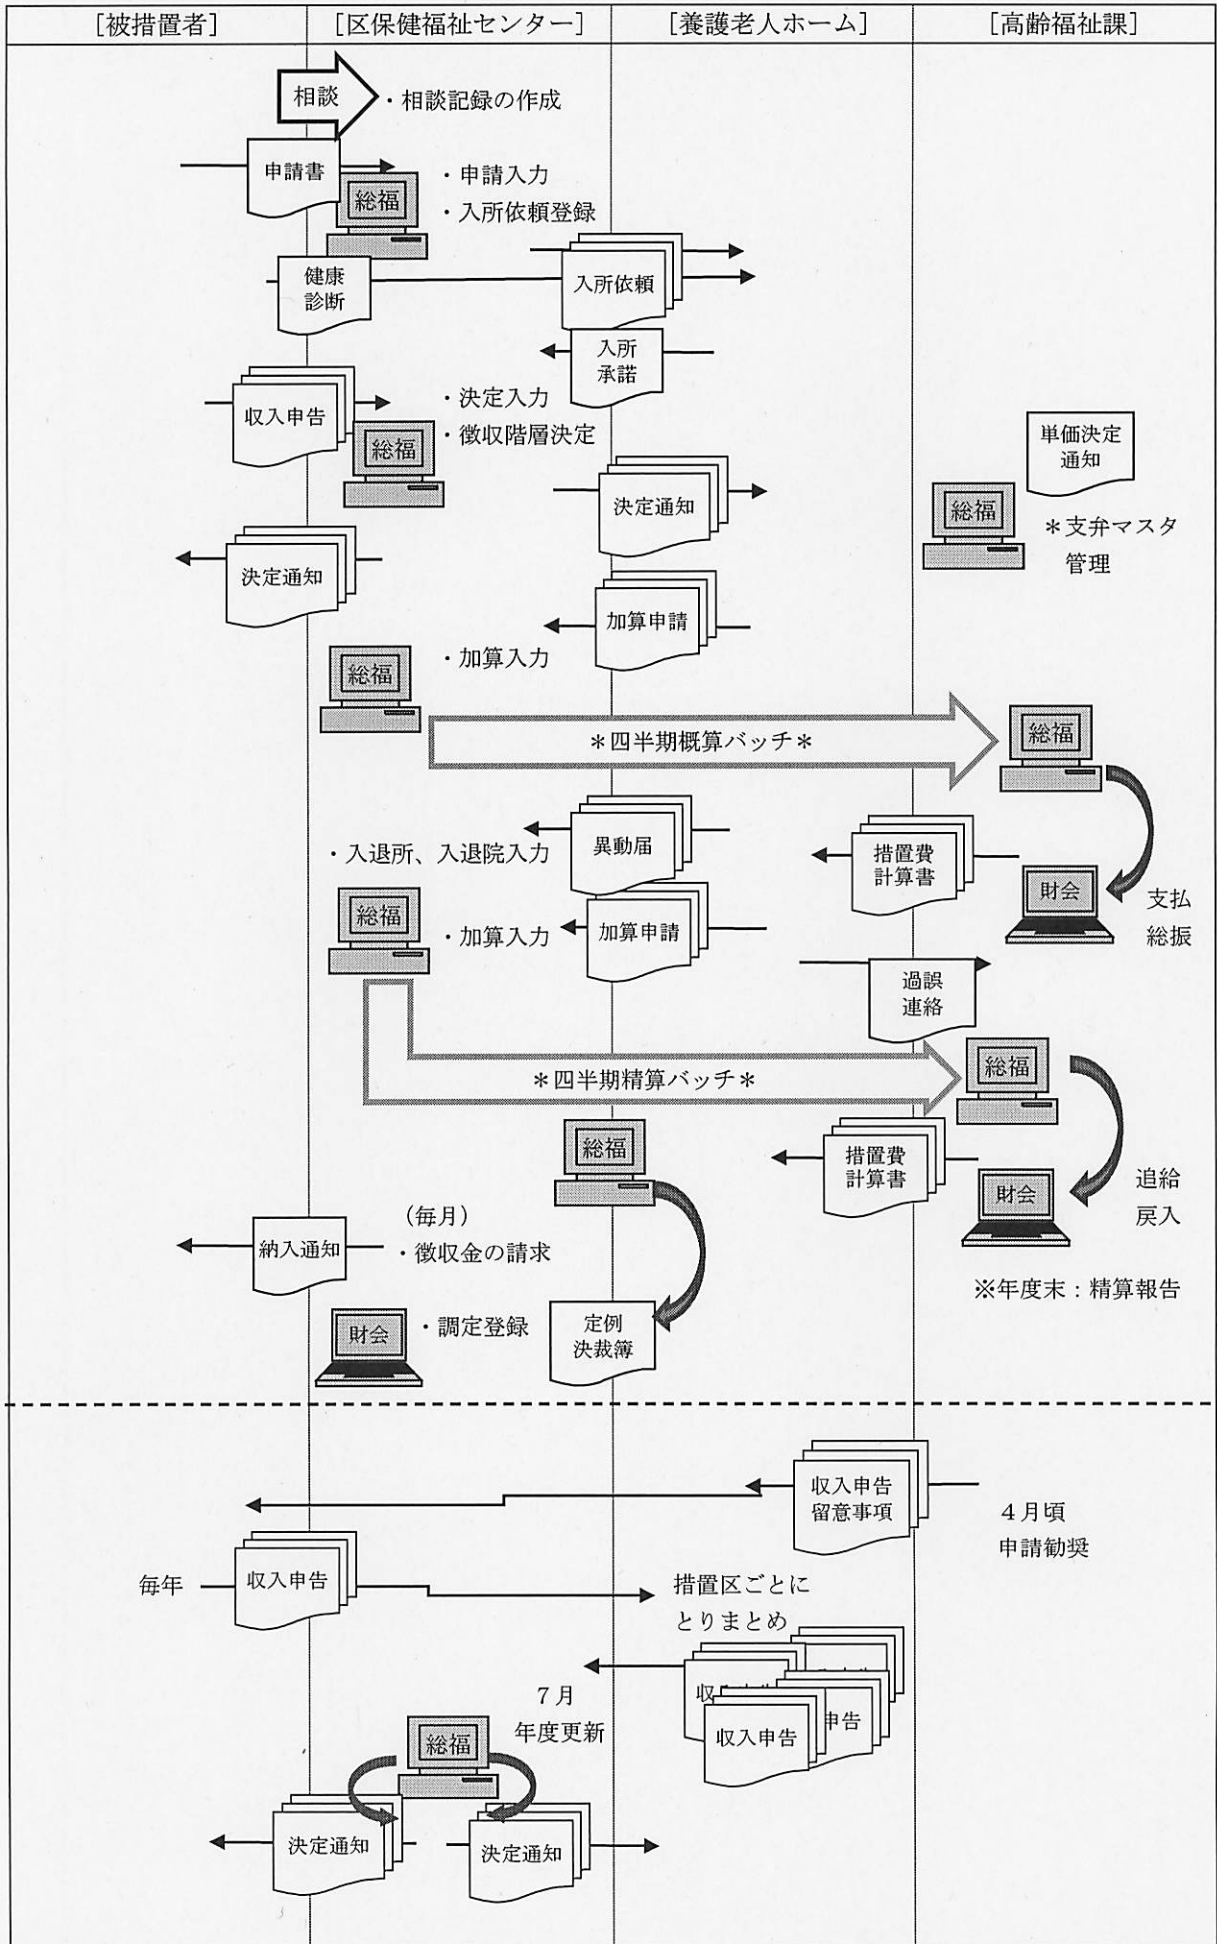 [被措置者]
[区保健福祉センター]
[養護老人ホーム]
[高齢福祉課]
相談
・相談記録の作成
申請書
総福
・申請入力
・入所依頼登録
健康
診断
入所依頼
入所
承諾
収入申告
総福
・決定入力
・徴収階層決定
単価決定
通知
決定通知
総福
＊支弁マスタ
管理
決定通知
加算申請
総福
・加算入力
＊四半期概算バッチ＊
総福
・入退所、入退院入力
異動届
措置費
計算書
財会
支払
総振
総福
・加算入力
加算申請
過誤
連絡
＊四半期精算バッチ＊
総福
総福
措置費
計算書
財会
追給
戻入
納入通知
（毎月）
・徴収金の請求
※年度末：精算報告
財会
・調定登録
定例
決裁簿
収入申告
留意事項
４月頃
申請勧奨
毎年
収入申告
措置区ごとに
とりまとめ
収入申告
申告
７月
年度更新
総福
決定通知
決定通知